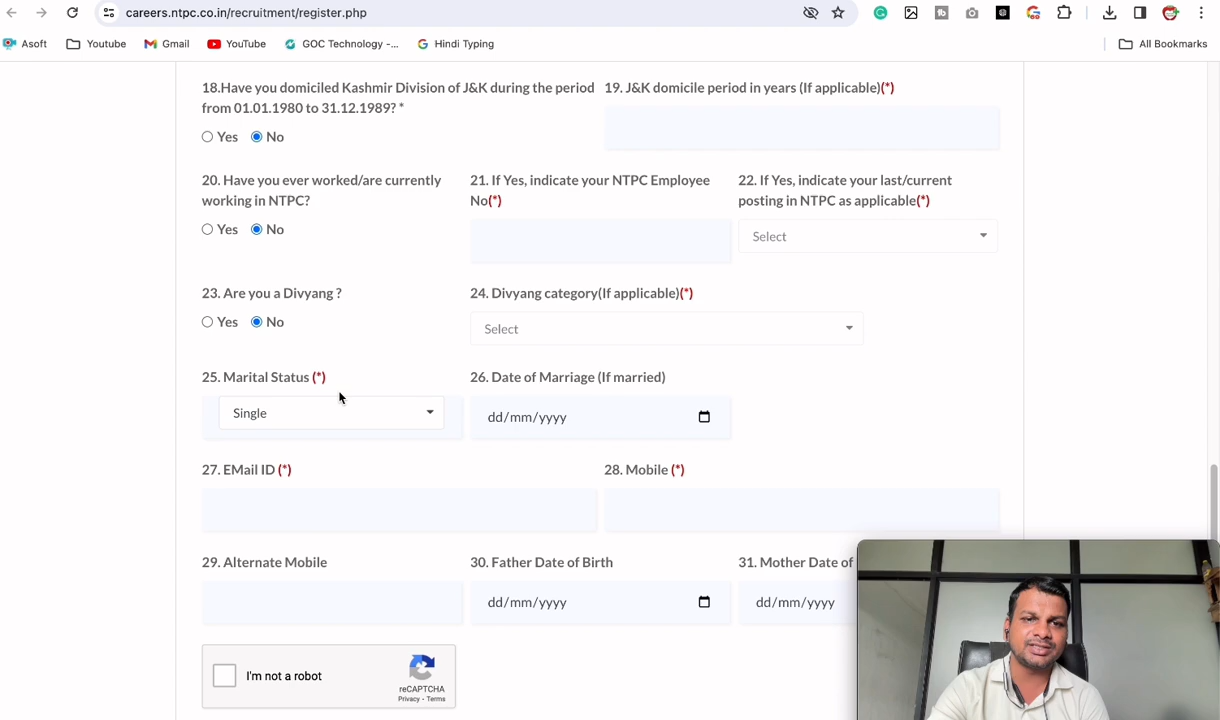 careers.ntpc.co.in/recruitment/register.php
Asoft Youtube Gmail YouTube GOC Technology -... Hindi Typing All Bookmarks
18.Have you domiciled Kashmir Division of J&K during the period
from 01.01.1980 to 31.12.1989? *
Yes No
19. J&K domicile period in years (If applicable)(*)
20. Have you ever worked/are currently
working in NTPC?
Yes No
21. If Yes, indicate your NTPC Employee
No(*)
22. If Yes, indicate your last/current
posting in NTPC as applicable(*)
Select
23. Are you a Divyang ?
Yes No
24. Divyang category(If applicable)(*)
Select
25. Marital Status (*)
Single
26. Date of Marriage (If married)
dd/mm/yyyy
27. EMail ID (*)
28. Mobile (*)
29. Alternate Mobile
30. Father Date of Birth
dd/mm/yyyy
31. Mother Date of
dd/mm/yyyy
I'm not a robot
reCAPTCHA
Privacy - Terms